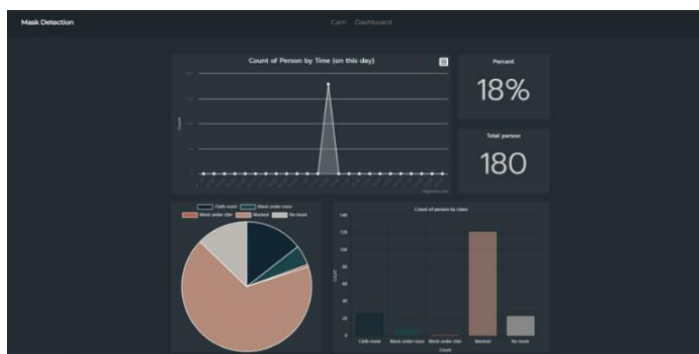 Mask Detection
Cam Dashboard
Count of Person by Time (on this day)
Count
Percent
18%
Total person
180
Cloth mask Mask under nose
Mask under chin Masked No mask
Count of person by class
140
120
100
80
60
40
20
0
Count
Cloth mask Mask under nose Mask under chin Masked No mask
Count